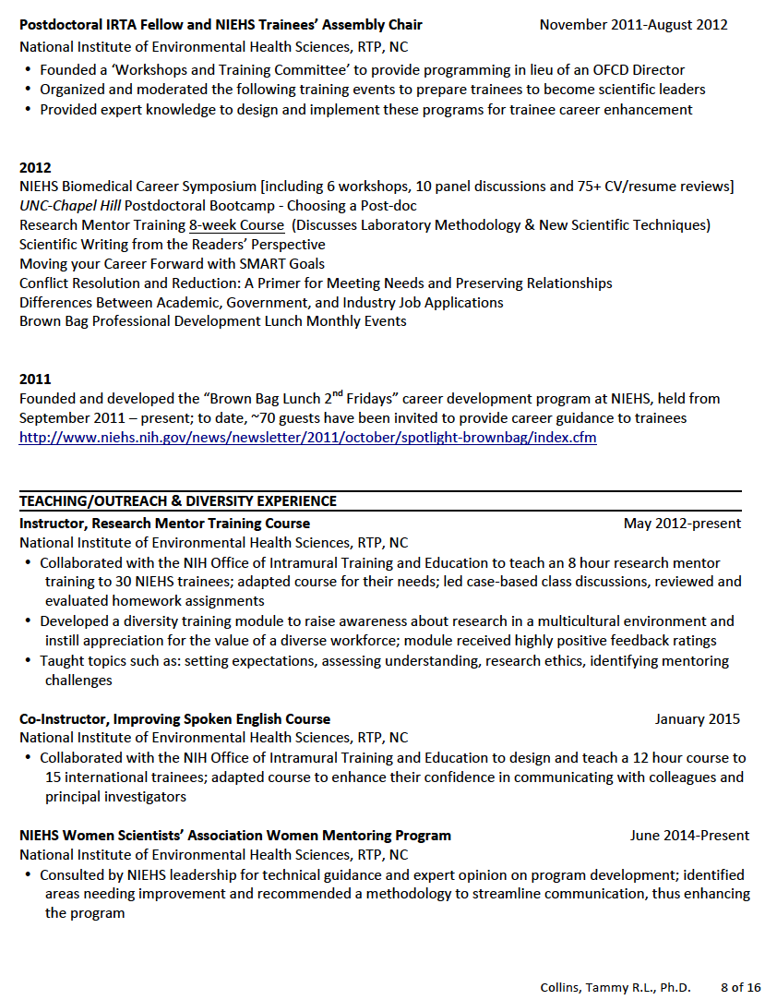 Postdoctoral IRTA Fellow and NIEHS Trainees’ Assembly Chair November 2011-August 2012
National Institute of Environmental Health Sciences, RTP, NC
• Founded a ‘Workshops and Training Committee’ to provide programming in lieu of an OFCD Director
• Organized and moderated the following training events to prepare trainees to become scientific leaders
• Provided expert knowledge to design and implement these programs for trainee career enhancement
2012
NIEHS Biomedical Career Symposium [including 6 workshops, 10 panel discussions and 75+ CV/resume reviews]
UNC-Chapel Hill Postdoctoral Bootcamp - Choosing a Post-doc
Research Mentor Training 8-week Course (Discusses Laboratory Methodology & New Scientific Techniques)
Scientific Writing from the Readers’ Perspective
Moving your Career Forward with SMART Goals
Conflict Resolution and Reduction: A Primer for Meeting Needs and Preserving Relationships
Differences Between Academic, Government, and Industry Job Applications
Brown Bag Professional Development Lunch Monthly Events
2011
Founded and developed the “Brown Bag Lunch 2nd Fridays” career development program at NIEHS, held from
September 2011 – present; to date, ~70 guests have been invited to provide career guidance to trainees
http://www.niehs.nih.gov/news/newsletter/2011/october/spotlight-brownbag/index.cfm
TEACHING/OUTREACH & DIVERSITY EXPERIENCE
Instructor, Research Mentor Training Course May 2012-present
National Institute of Environmental Health Sciences, RTP, NC
• Collaborated with the NIH Office of Intramural Training and Education to teach an 8 hour research mentor
training to 30 NIEHS trainees; adapted course for their needs; led case-based class discussions, reviewed and
evaluated homework assignments
• Developed a diversity training module to raise awareness about research in a multicultural environment and
instill appreciation for the value of a diverse workforce; module received highly positive feedback ratings
• Taught topics such as: setting expectations, assessing understanding, research ethics, identifying mentoring
challenges
Co-Instructor, Improving Spoken English Course January 2015
National Institute of Environmental Health Sciences, RTP, NC
• Collaborated with the NIH Office of Intramural Training and Education to design and teach a 12 hour course to
15 international trainees; adapted course to enhance their confidence in communicating with colleagues and
principal investigators
NIEHS Women Scientists’ Association Women Mentoring Program June 2014-Present
National Institute of Environmental Health Sciences, RTP, NC
• Consulted by NIEHS leadership for technical guidance and expert opinion on program development; identified
areas needing improvement and recommended a methodology to streamline communication, thus enhancing
the program
Collins, Tammy R.L., Ph.D. 8 of 16